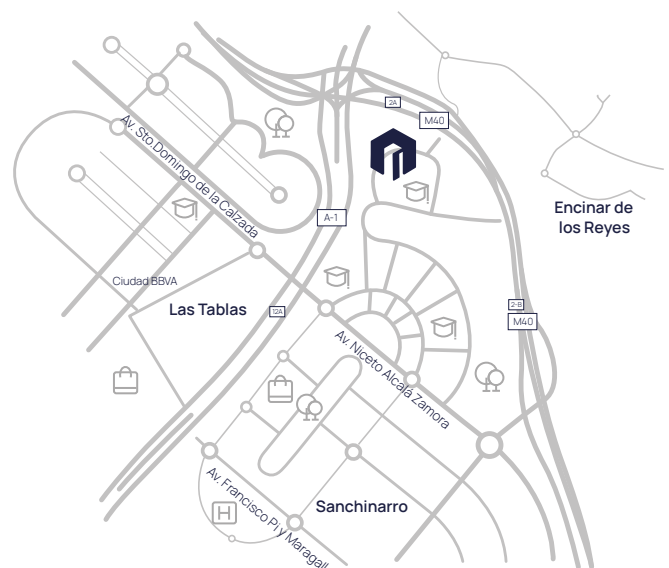 2A
M40
Av. Sto.Domingo de la Calzada
A-1
Encinar de
los Reyes
Ciudad BBVA
Las Tablas
12A
2-B
M40
Av. Niceto Alcalá Zamora
Av. Francisco Pi y Maragall
Sanchinarro
H